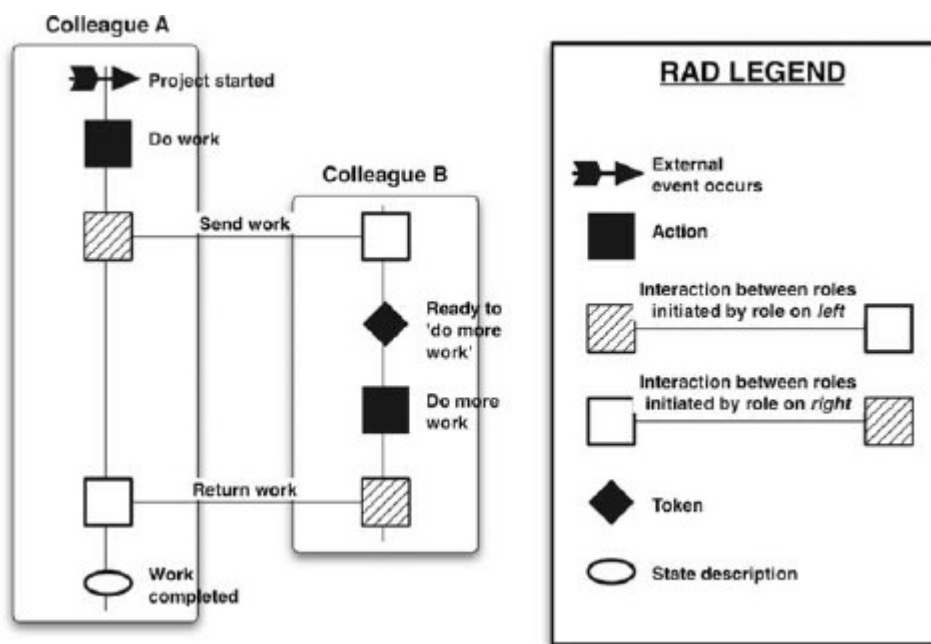 Colleague A
Project started
Do work
Colleague B
Send work
Ready to
'do more
work'
Do more
work
Return work
Work
completed
RAD LEGEND
External
event occurs
Action
Interaction between roles
initiated by role on left
Interaction between roles
initiated by role on right
Token
State description